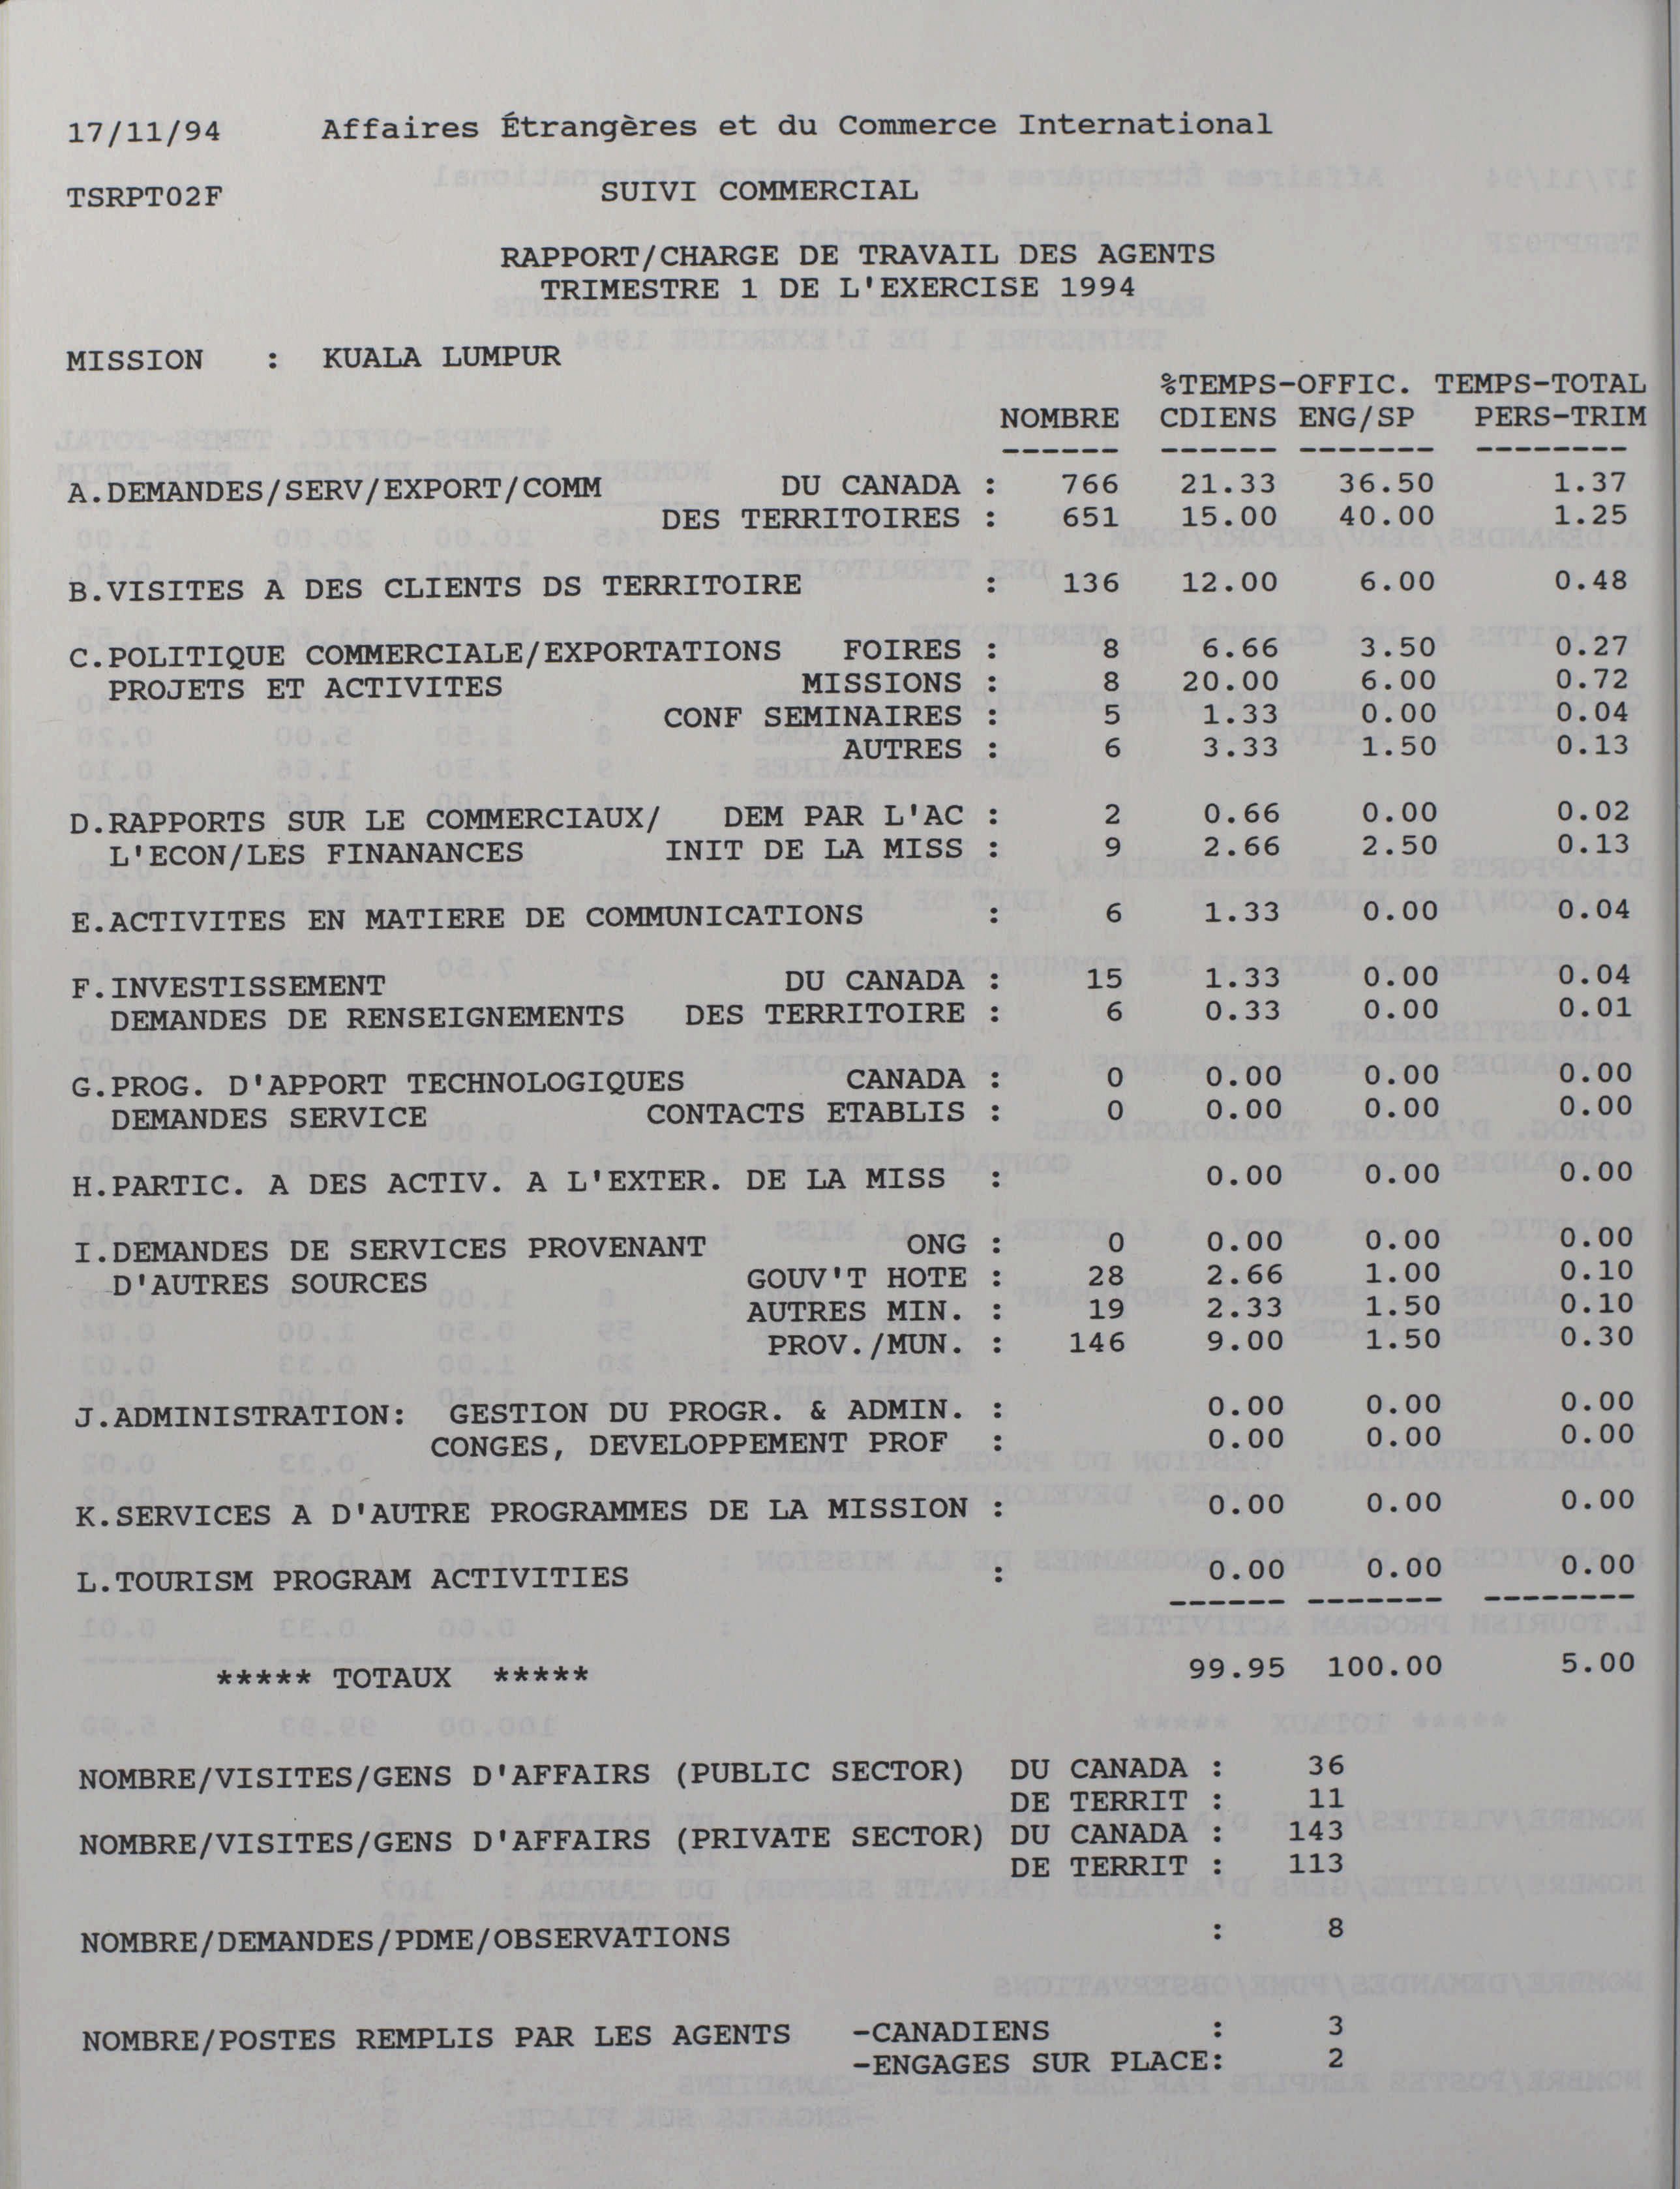 17/11/94 Affaires Étrangères et du Commerce International
TSRPT02F SUIVI COMMERCIAL
RAPPORT/CHARGE DE TRAVAIL DES AGENTS
TRIMESTRE 1 DE L'EXERCISE 1994
MISSION : KUALA LUMPUR
%TEMPS-OFFIC. TEMPS-TOTAL
NOMBRE CDIENS ENG/SP PERS-TRIM
------ ------ ------- --------
A.DEMANDES/SERV/EXPORT/COMM DU CANADA : 766 21.33 36.50 1.37
DES TERRITOIRES : 651 15.00 40.00 1.25
B.VISITES A DES CLIENTS DS TERRITOIRE : 136 12.00 6.00 0.48
C.POLITIQUE COMMERCIALE/EXPORTATIONS FOIRES : 8 6.66 3.50 0.27
PROJETS ET ACTIVITES MISSIONS : 8 20.00 6.00 0.72
CONF SEMINAIRES : 5 1.33 0.00 0.04
AUTRES : 6 3.33 1.50 0.13
D.RAPPORTS SUR LE COMMERCIAUX/ DEM PAR L'AC : 2 0.66 0.00 0.02
L'ECON/LES FINANANCES INIT DE LA MISS : 9 2.66 2.50 0.13
E.ACTIVITES EN MATIERE DE COMMUNICATIONS : 6 1.33 0.00 0.04
F.INVESTISSEMENT DU CANADA : 15 1.33 0.00 0.04
DEMANDES DE RENSEIGNEMENTS DES TERRITOIRE : 6 0.33 0.00 0.01
G.PROG. D'APPORT TECHNOLOGIQUES CANADA : 0 0.00 0.00 0.00
DEMANDES SERVICE CONTACTS ETABLIS : 0 0.00 0.00 0.00
H.PARTIC. A DES ACTIV. A L'EXTER. DE LA MISS : 0.00 0.00 0.00
I.DEMANDES DE SERVICES PROVENANT ONG : 0 0.00 0.00 0.00
D'AUTRES SOURCES GOUV'T HOTE : 28 2.66 1.00 0.10
AUTRES MIN. : 19 2.33 1.50 0.10
PROV./MUN. : 146 9.00 1.50 0.30
J.ADMINISTRATION: GESTION DU PROGR. & ADMIN. : 0.00 0.00 0.00
CONGES, DEVELOPPEMENT PROF : 0.00 0.00 0.00
K.SERVICES A D'AUTRE PROGRAMMES DE LA MISSION : 0.00 0.00 0.00
L.TOURISM PROGRAM ACTIVITIES : 0.00 0.00 0.00
------ ------- --------
***** TOTAUX ***** 99.95 100.00 5.00
NOMBRE/VISITES/GENS D'AFFAIRS (PUBLIC SECTOR) DU CANADA : 36
DE TERRIT : 11
NOMBRE/VISITES/GENS D'AFFAIRS (PRIVATE SECTOR) DU CANADA : 143
DE TERRIT : 113
NOMBRE/DEMANDES/PDME/OBSERVATIONS : 8
NOMBRE/POSTES REMPLIS PAR LES AGENTS -CANADIENS : 3
-ENGAGES SUR PLACE: 2